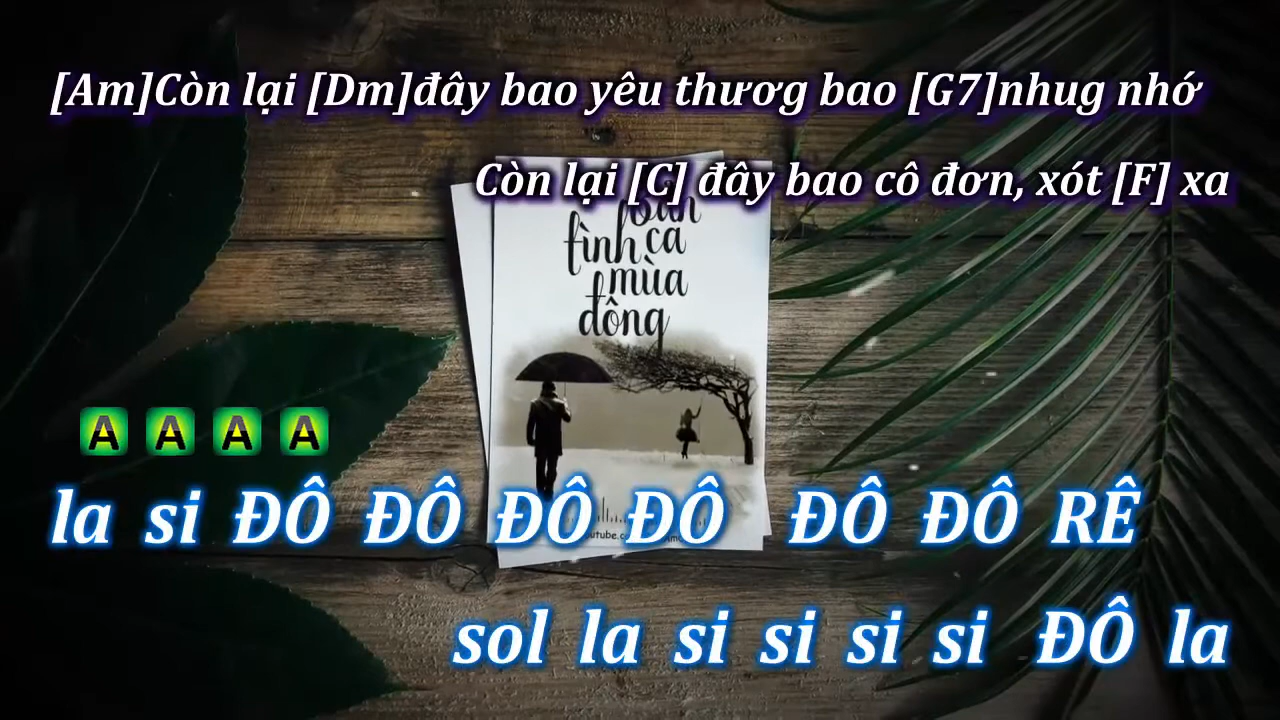 [Am]Còn lại [Dm]đây bao yêu thươg bao [G7]nhug nhớ
Còn lại [C] đây bao cô đơn, xót [F] xa
tình ca
mùa
đông
A A A A
la si ĐÔ ĐÔ ĐÔ ĐÔ ĐÔ ĐÔ RÊ
sol la si si si si ĐÔ la